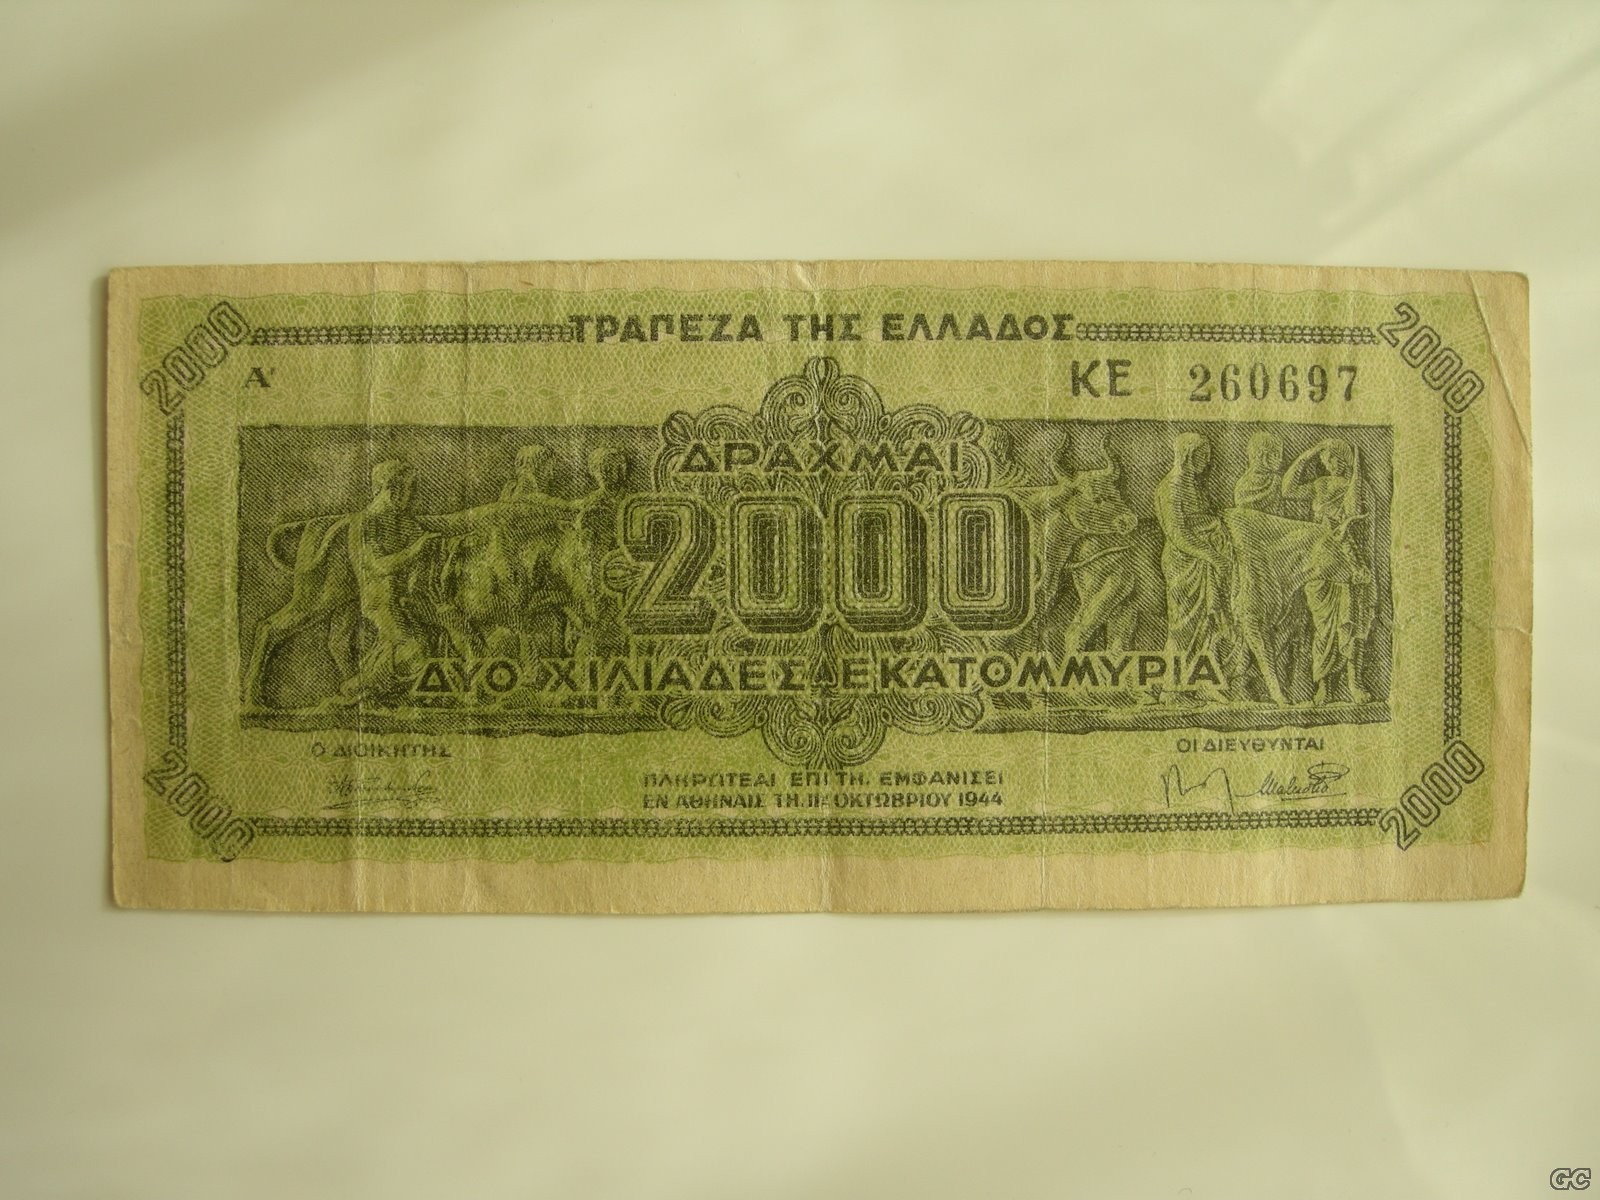 2000 ΤΡΑΠΕΖΑ ΤΗΣ ΕΛΛΑΔΟΣ 2000
Α' ΚΕ 260697
ΔΡΑΧΜΑΙ
2000
ΔΥΟ ΧΙΛΙΑΔΕΣ ΕΚΑΤΟΜΜΥΡΙΑ
Ο ΔΙΟΙΚΗΤΗΣ ΟΙ ΔΙΕΥΘΥΝΤΑΙ
ΠΛΗΡΩΤΕΑΙ ΕΠΙ ΤΗ, ΕΜΦΑΝΙΣΕΙ
ΕΝ ΑΘΗΝΑΙΣ ΤΗ, 11ῃ ΟΚΤΩΒΡΙΟΥ 1944
2000 2000
GC